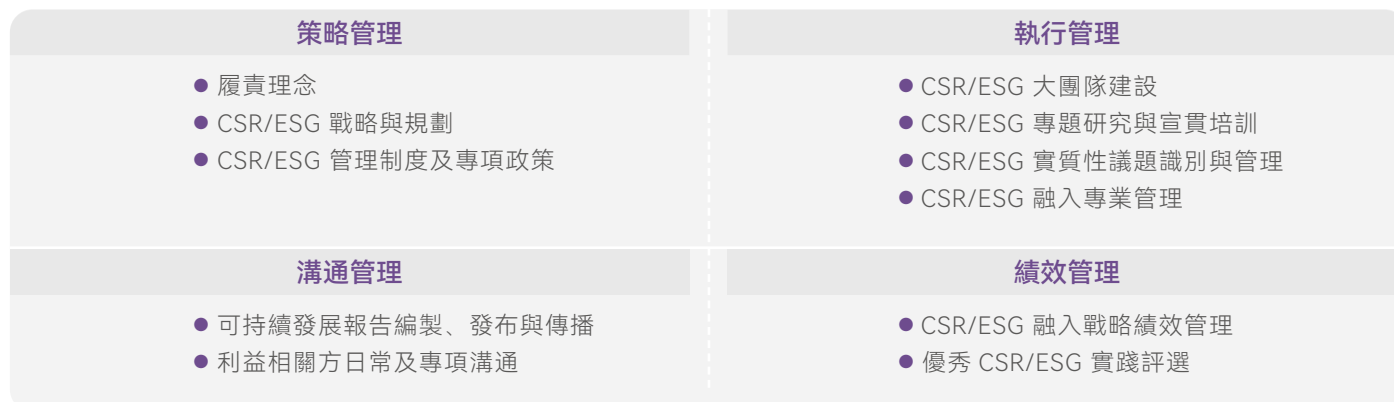 策略管理
● 履責理念
● CSR/ESG 戰略與規劃
● CSR/ESG 管理制度及專項政策
執行管理
● CSR/ESG 大團隊建設
● CSR/ESG 專題研究與宣貫培訓
● CSR/ESG 實質性議題識別與管理
● CSR/ESG 融入專業管理
溝通管理
● 可持續發展報告編製、發布與傳播
● 利益相關方日常及專項溝通
績效管理
● CSR/ESG 融入戰略績效管理
● 優秀 CSR/ESG 實踐評選